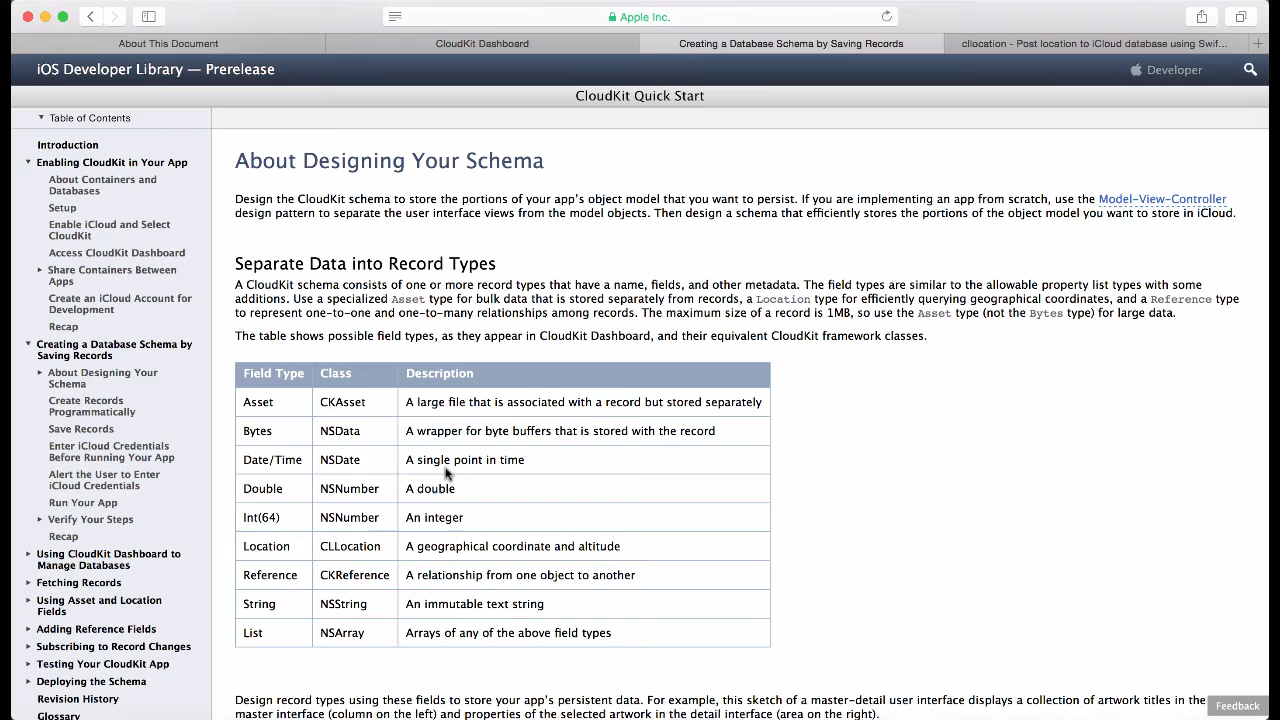 Apple Inc.
About This Document
CloudKit Dashboard
Creating a Database Schema by Saving Records
cllocation - Post location to iCloud database using Swif...
iOS Developer Library — Prerelease
Developer
CloudKit Quick Start
Table of Contents
Introduction
Enabling CloudKit in Your App
About Containers and
Databases
Setup
Enable iCloud and Select
CloudKit
Access CloudKit Dashboard
Share Containers Between
Apps
Create an iCloud Account for
Development
Recap
Creating a Database Schema by
Saving Records
About Designing Your
Schema
Create Records
Programmatically
Save Records
Enter iCloud Credentials
Before Running Your App
Alert the User to Enter
iCloud Credentials
Run Your App
Verify Your Steps
Recap
Using CloudKit Dashboard to
Manage Databases
Fetching Records
Using Asset and Location
Fields
Adding Reference Fields
Subscribing to Record Changes
Testing Your CloudKit App
Deploying the Schema
Revision History
Glossary
About Designing Your Schema
Design the CloudKit schema to store the portions of your app's object model that you want to persist. If you are implementing an app from scratch, use the Model-View-Controller
design pattern to separate the user interface views from the model objects. Then design a schema that efficiently stores the portions of the object model you want to store in iCloud.
Separate Data into Record Types
A CloudKit schema consists of one or more record types that have a name, fields, and other metadata. The field types are similar to the allowable property list types with some
additions. Use a specialized Asset type for bulk data that is stored separately from records, a Location type for efficiently querying geographical coordinates, and a Reference type
to represent one-to-one and one-to-many relationships among records. The maximum size of a record is 1MB, so use the Asset type (not the Bytes type) for large data.
The table shows possible field types, as they appear in CloudKit Dashboard, and their equivalent CloudKit framework classes.
Field Type Class Description
Asset CKAsset A large file that is associated with a record but stored separately
Bytes NSData A wrapper for byte buffers that is stored with the record
Date/Time NSDate A single point in time
Double NSNumber A double
Int(64) NSNumber An integer
Location CLLocation A geographical coordinate and altitude
Reference CKReference A relationship from one object to another
String NSString An immutable text string
List NSArray Arrays of any of the above field types
Design record types using these fields to store your app's persistent data. For example, this sketch of a master-detail user interface displays a collection of artwork titles in the
master interface (column on the left) and properties of the selected artwork in the detail interface (area on the right).
Feedback